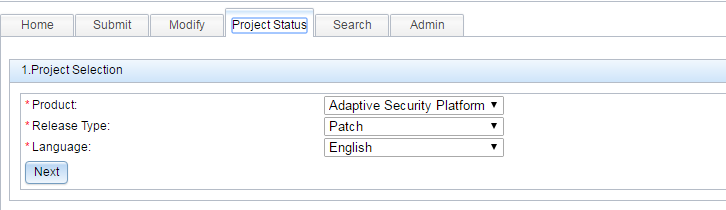 Home Submit Modify Project Status Search Admin
1.Project Selection
* Product: Adaptive Security Platform
* Release Type: Patch
* Language: English
Next